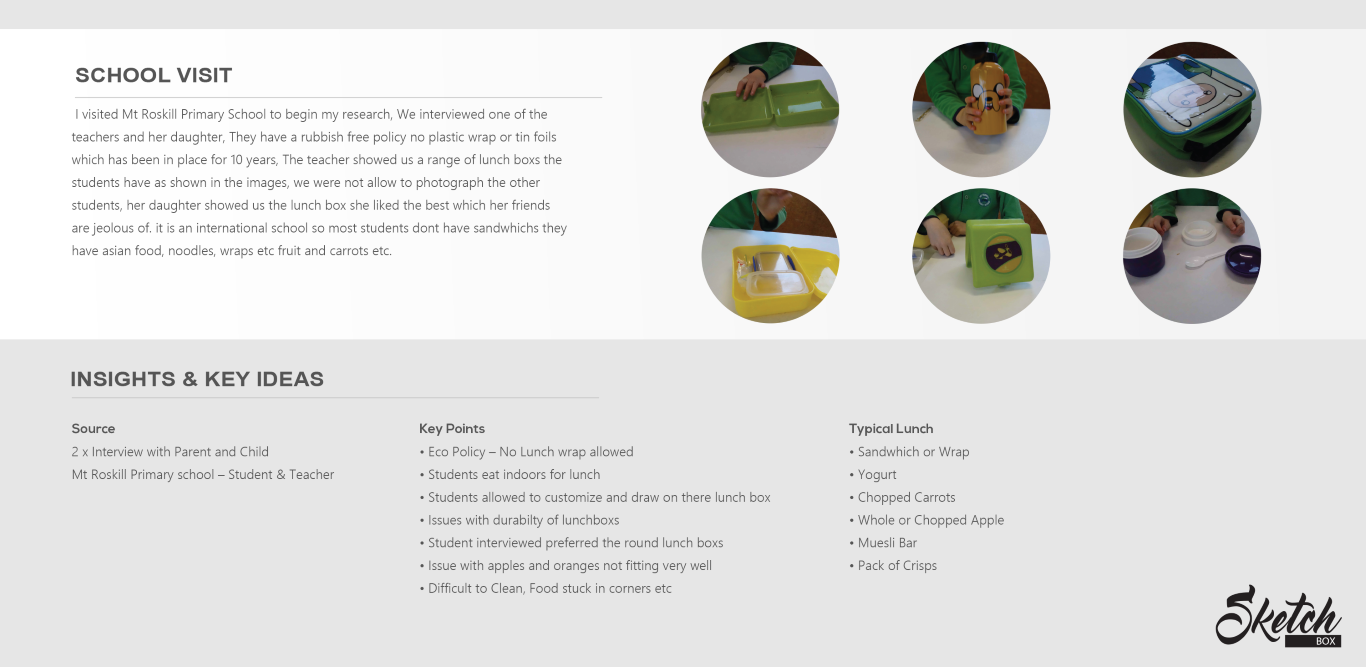 SCHOOL VISIT
I visited Mt Roskill Primary School to begin my research, We interviewed one of the
teachers and her daughter, They have a rubbish free policy no plastic wrap or tin foils
which has been in place for 10 years, The teacher showed us a range of lunch boxs the
students have as shown in the images, we were not allow to photograph the other
students, her daughter showed us the lunch box she liked the best which her friends
are jeolous of. it is an international school so most students dont have sandwhichs they
have asian food, noodles, wraps etc fruit and carrots etc.
INSIGHTS & KEY IDEAS
Source
2 x Interview with Parent and Child
Mt Roskill Primary school – Student & Teacher
Key Points
• Eco Policy – No Lunch wrap allowed
• Students eat indoors for lunch
• Students allowed to customize and draw on there lunch box
• Issues with durabilty of lunchboxs
• Student interviewed preferred the round lunch boxs
• Issue with apples and oranges not fitting very well
• Difficult to Clean, Food stuck in corners etc
Typical Lunch
• Sandwhich or Wrap
• Yogurt
• Chopped Carrots
• Whole or Chopped Apple
• Muesli Bar
• Pack of Crisps
Sketch
BOX